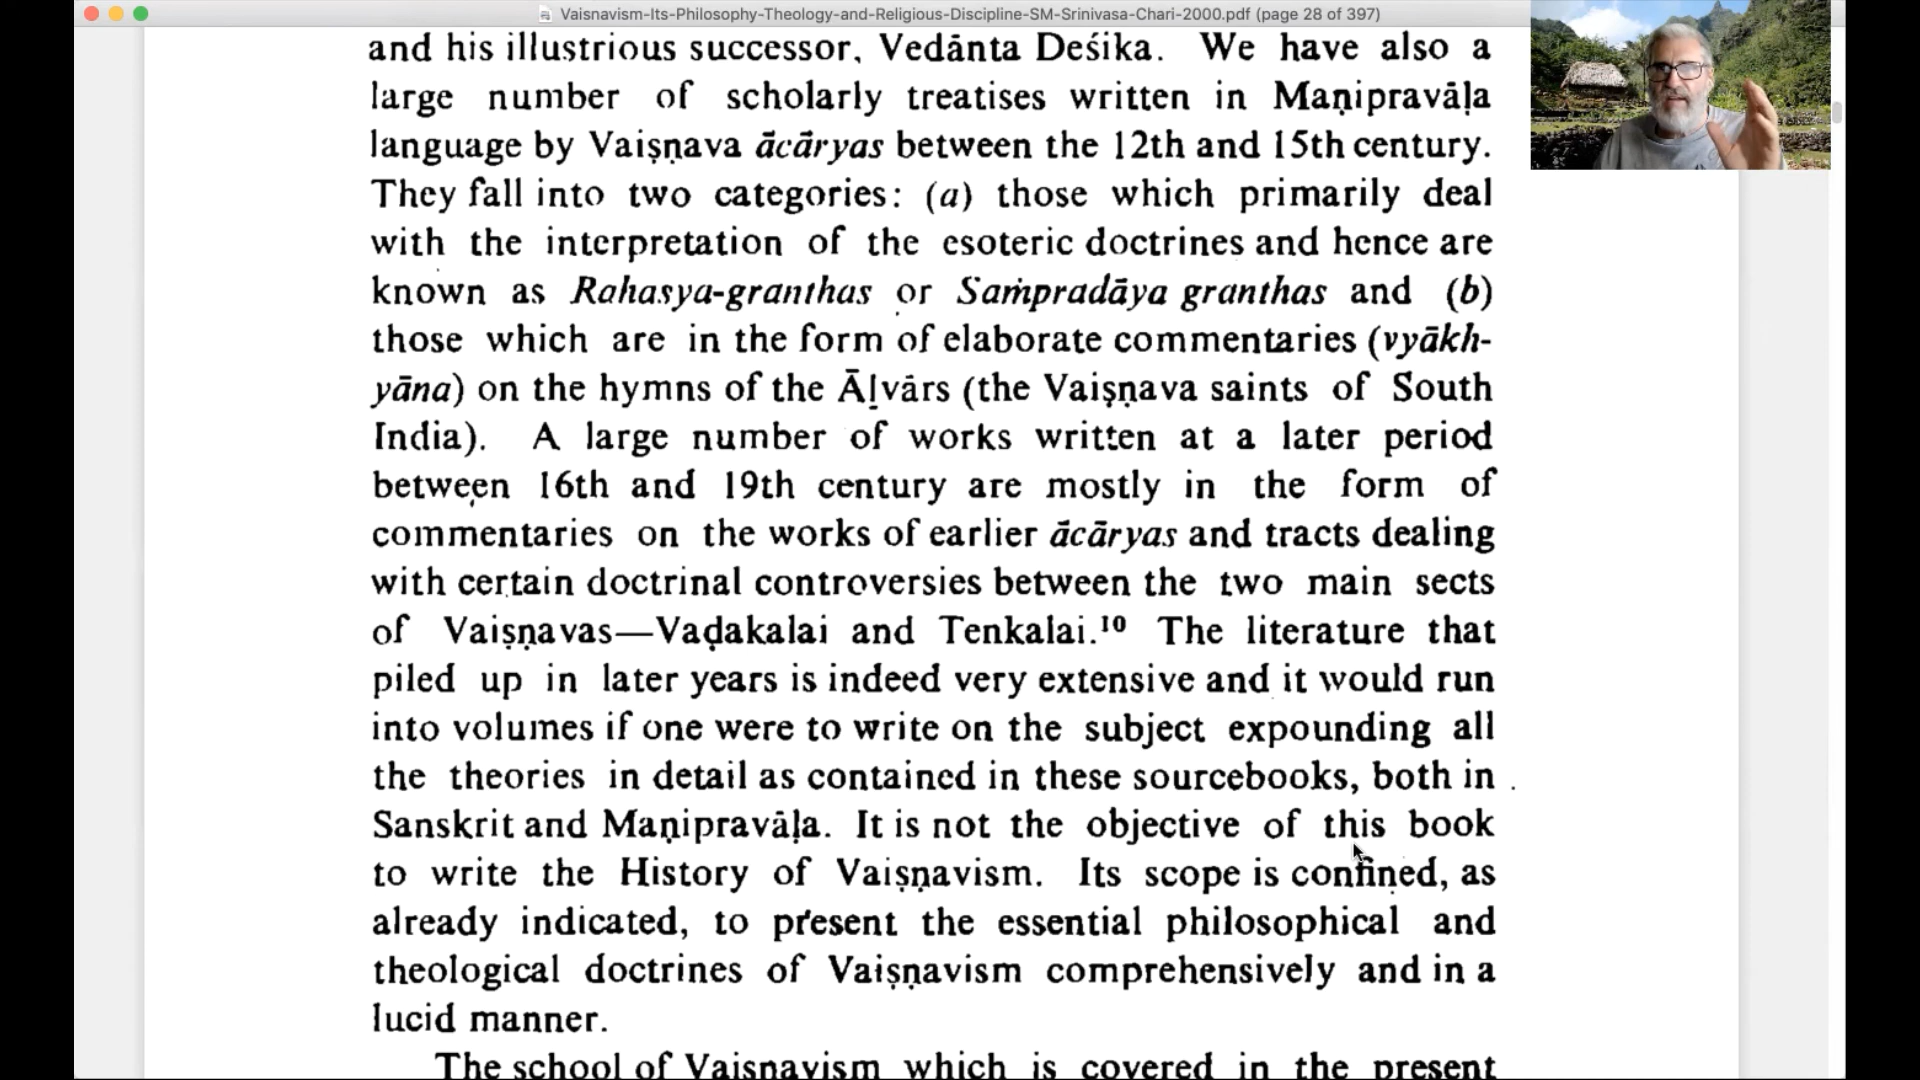 Vaisnavism-Its-Philosophy-Theology-and-Religious-Discipline-SM-Srinivasa-Chari-2000.pdf (page 28 of 397)
and his illustrious successor, Vedānta Deśika. We have also a
large number of scholarly treatises written in Maṇipravāḷa
language by Vaiṣṇava ācāryas between the 12th and 15th century.
They fall into two categories: (a) those which primarily deal
with the interpretation of the esoteric doctrines and hence are
known as Rahasya-granthas or Saṁpradāya granthas and (b)
those which are in the form of elaborate commentaries (vyākh-
yāna) on the hymns of the Āḻvārs (the Vaiṣṇava saints of South
India). A large number of works written at a later period
between 16th and 19th century are mostly in the form of
commentaries on the works of earlier ācāryas and tracts dealing
with certain doctrinal controversies between the two main sects
of Vaiṣṇavas—Vaḍakalai and Tenkalai.¹⁰ The literature that
piled up in later years is indeed very extensive and it would run
into volumes if one were to write on the subject expounding all
the theories in detail as contained in these sourcebooks, both in
Sanskrit and Maṇipravāḷa. It is not the objective of this book
to write the History of Vaiṣṇavism. Its scope is confined, as
already indicated, to present the essential philosophical and
theological doctrines of Vaiṣṇavism comprehensively and in a
lucid manner.
The school of Vaisnavism which is covered in the present